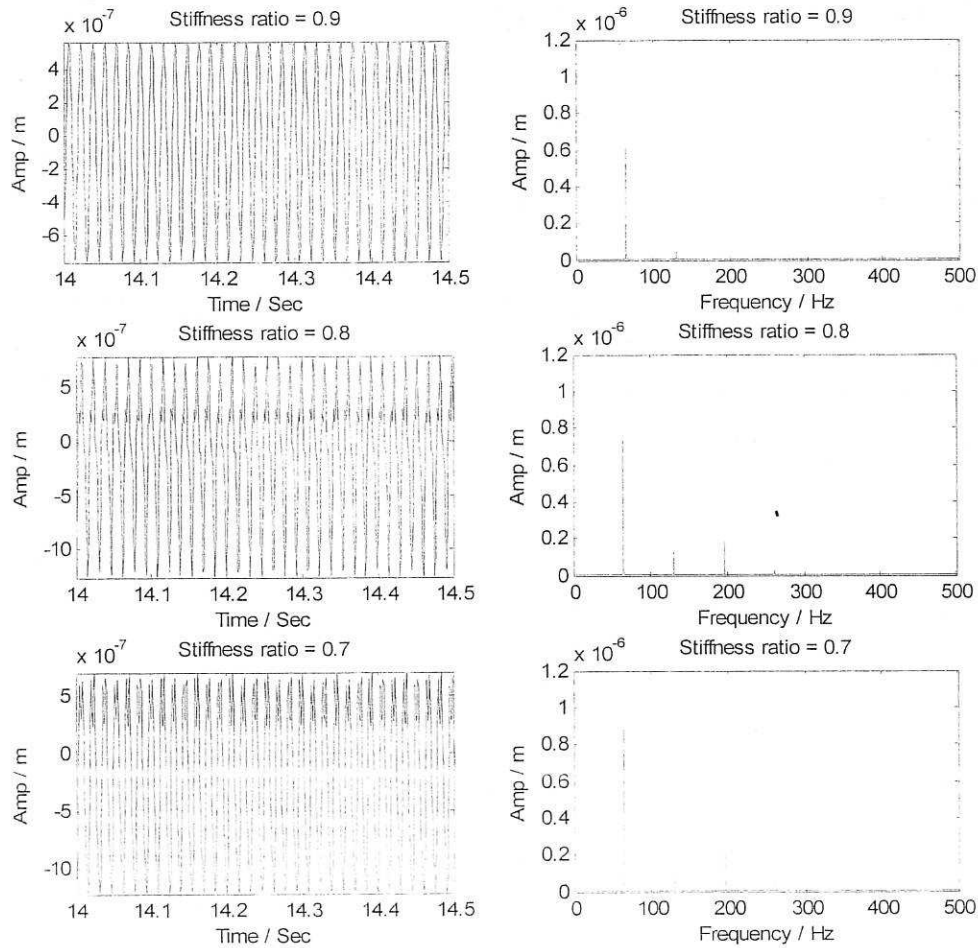 x 10⁻⁷ Stiffness ratio = 0.9
Amp / m
4
2
0
-2
-4
-6
14 14.1 14.2 14.3 14.4 14.5
Time / Sec
x 10⁻⁶ Stiffness ratio = 0.9
Amp / m
1.2
1
0.8
0.6
0.4
0.2
0
0 100 200 300 400 500
Frequency / Hz
x 10⁻⁷ Stiffness ratio = 0.8
Amp / m
5
0
-5
-10
14 14.1 14.2 14.3 14.4 14.5
Time / Sec
x 10⁻⁶ Stiffness ratio = 0.8
Amp / m
1.2
1
0.8
0.6
0.4
0.2
0
0 100 200 300 400 500
Frequency / Hz
x 10⁻⁷ Stiffness ratio = 0.7
Amp / m
5
0
-5
-10
14 14.1 14.2 14.3 14.4 14.5
Time / Sec
x 10⁻⁶ Stiffness ratio = 0.7
Amp / m
1.2
1
0.8
0.6
0.4
0.2
0
0 100 200 300 400 500
Frequency / Hz